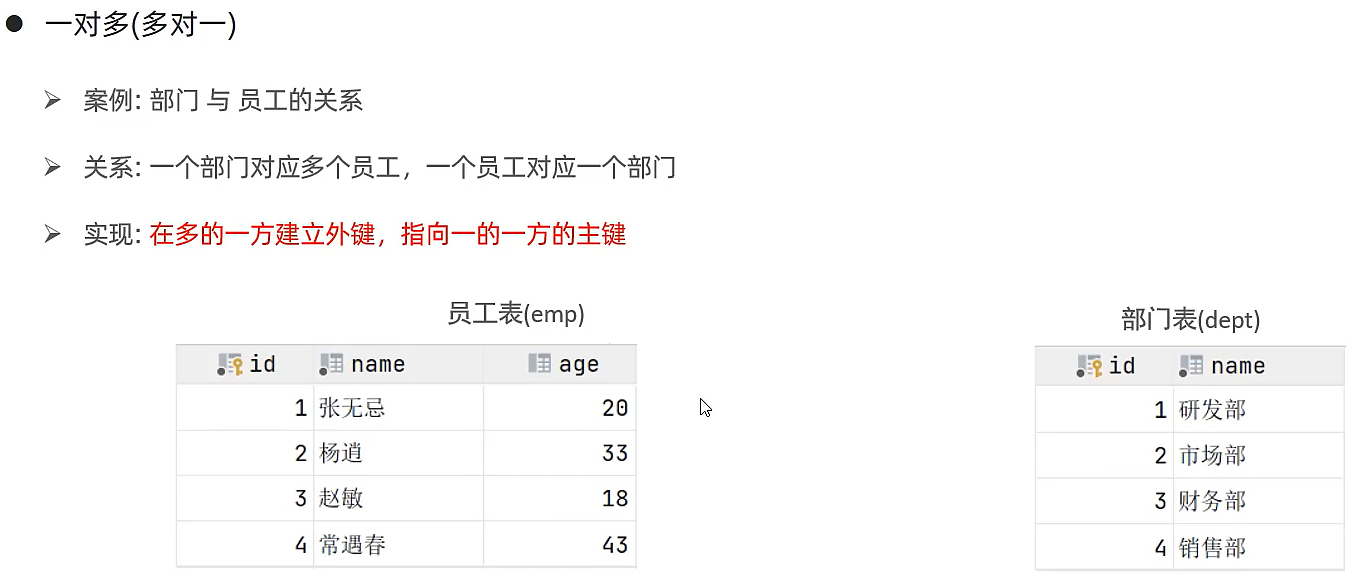 ● 一对多(多对一)
➢ 案例: 部门 与 员工的关系
➢ 关系: 一个部门对应多个员工，一个员工对应一个部门
➢ 实现: 在多的一方建立外键，指向一的一方的主键
员工表(emp)
id name age
1 张无忌 20
2 杨逍 33
3 赵敏 18
4 常遇春 43
部门表(dept)
id name
1 研发部
2 市场部
3 财务部
4 销售部